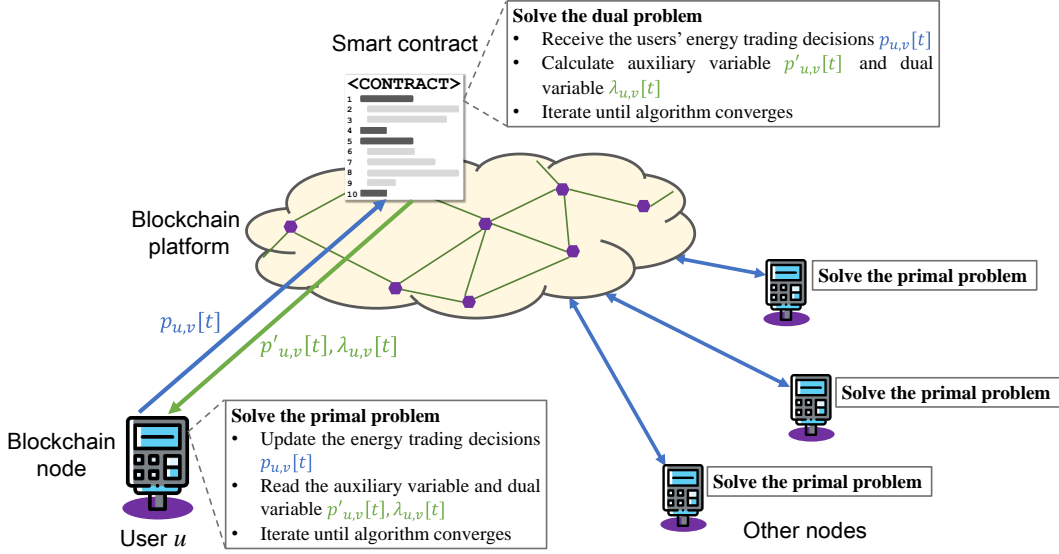 Smart contract
<CONTRACT>
1
2
3
4
5
6
7
8
9
10
Solve the dual problem
• Receive the users' energy trading decisions p_{u,v}[t]
• Calculate auxiliary variable p'_{u,v}[t] and dual
variable λ_{u,v}[t]
• Iterate until algorithm converges
Blockchain
platform
p_{u,v}[t]
p'_{u,v}[t], λ_{u,v}[t]
Solve the primal problem
Solve the primal problem
Solve the primal problem
Other nodes
Blockchain
node
User u
Solve the primal problem
• Update the energy trading decisions
p_{u,v}[t]
• Read the auxiliary variable and dual
variable p'_{u,v}[t], λ_{u,v}[t]
• Iterate until algorithm converges